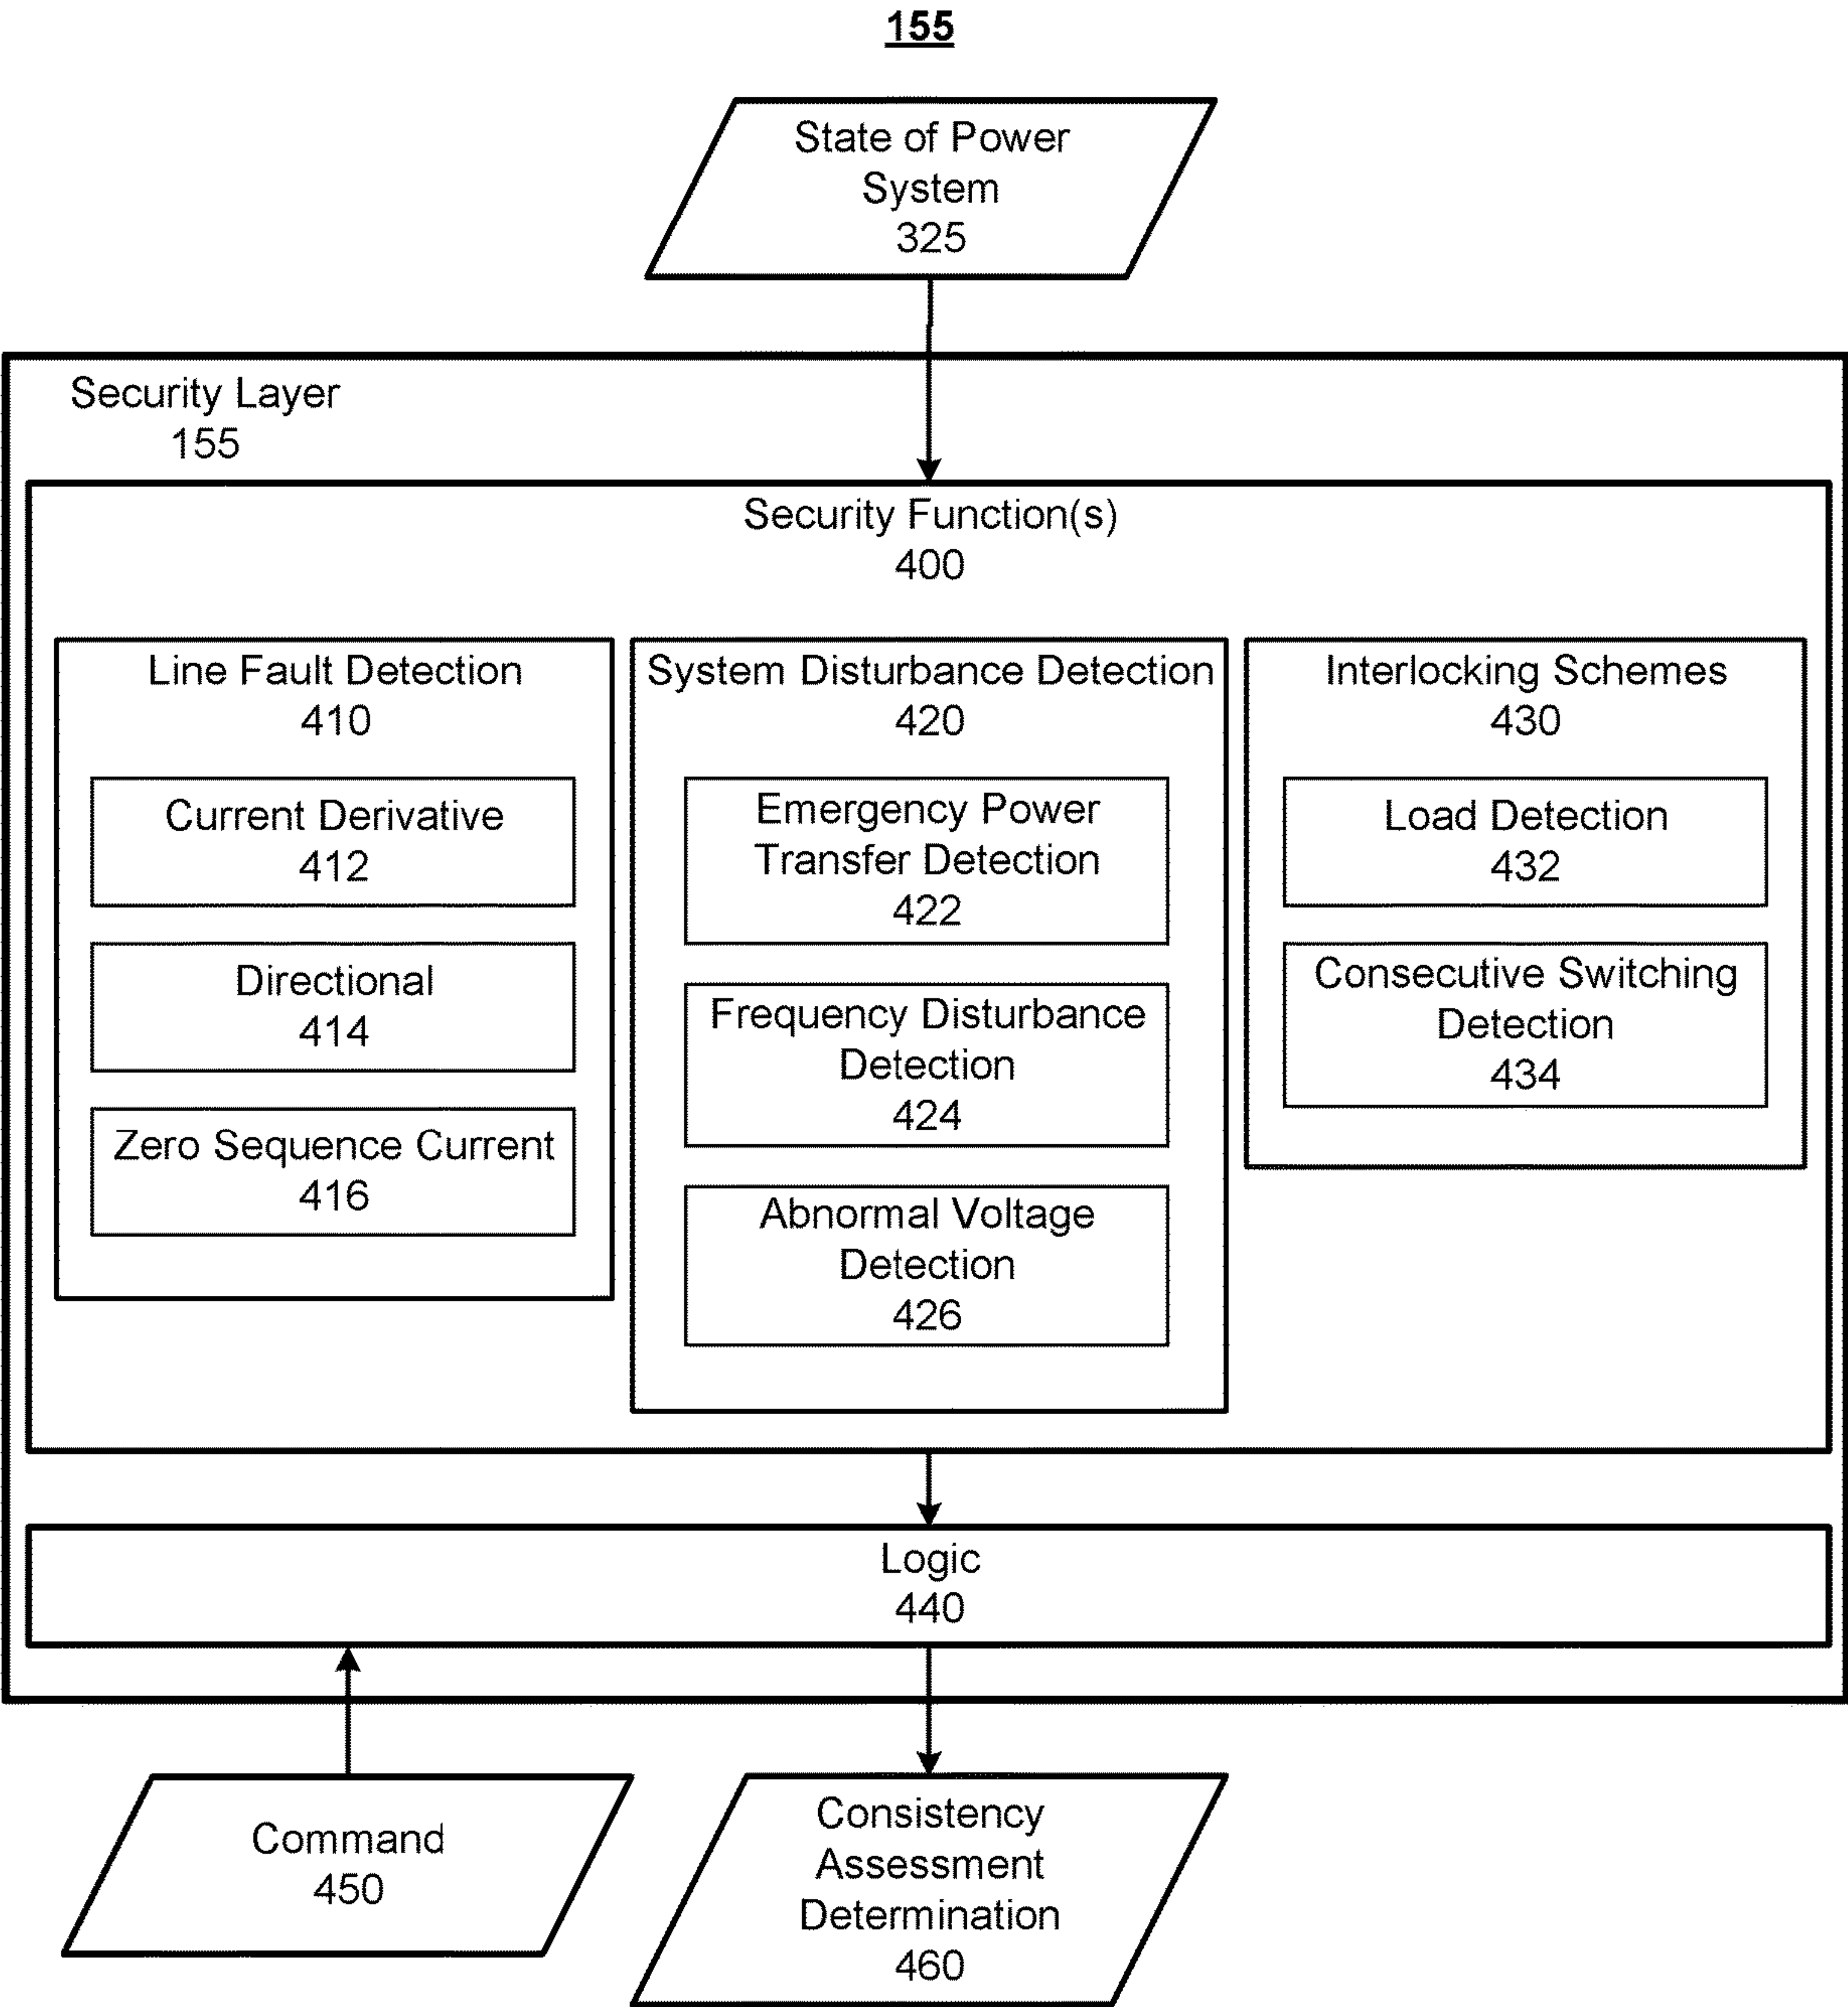 155
State of Power
System
325
Security Layer
155
Security Function(s)
400
Line Fault Detection
410
Current Derivative
412
Directional
414
Zero Sequence Current
416
System Disturbance Detection
420
Emergency Power
Transfer Detection
422
Frequency Disturbance
Detection
424
Abnormal Voltage
Detection
426
Interlocking Schemes
430
Load Detection
432
Consecutive Switching
Detection
434
Logic
440
Command
450
Consistency
Assessment
Determination
460